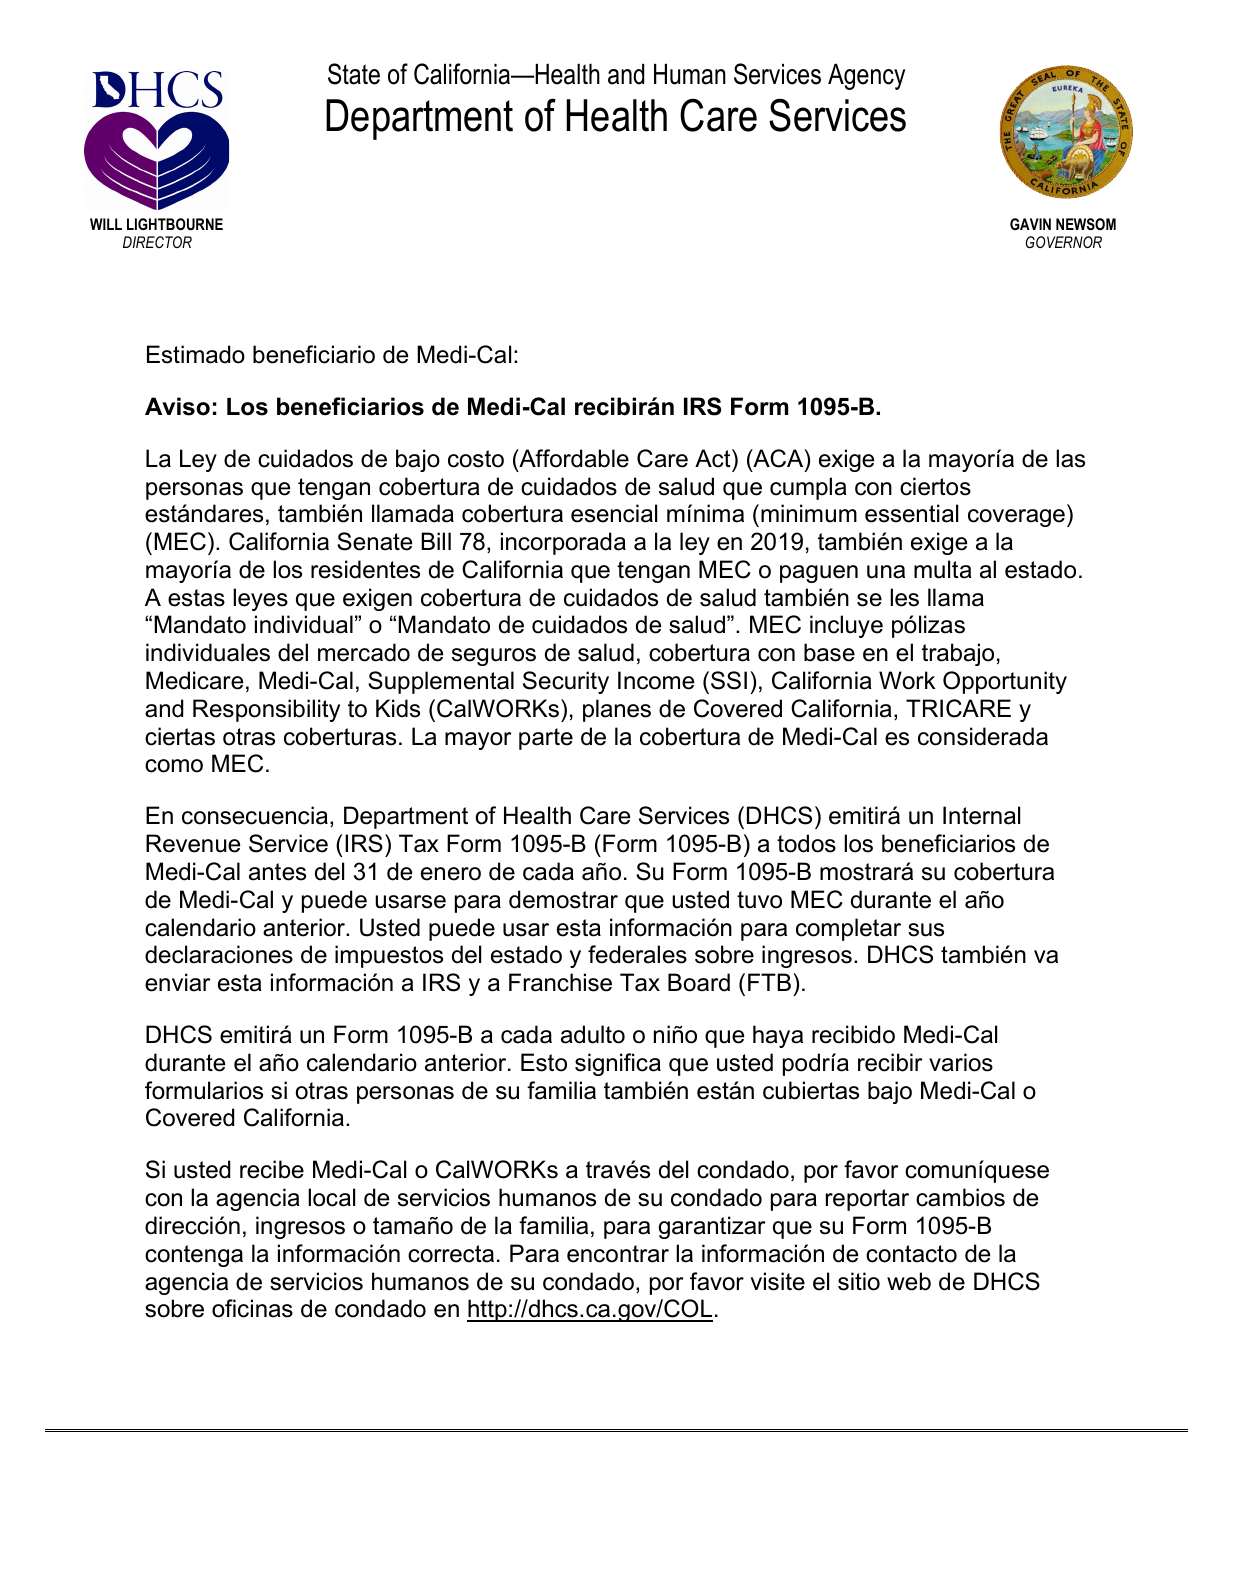 DHCS
State of California—Health and Human Services Agency
Department of Health Care Services
THE GREAT SEAL OF THE STATE OF CALIFORNIA
EUREKA
WILL LIGHTBOURNE
DIRECTOR
GAVIN NEWSOM
GOVERNOR
Estimado beneficiario de Medi-Cal:
Aviso: Los beneficiarios de Medi-Cal recibirán IRS Form 1095-B.
La Ley de cuidados de bajo costo (Affordable Care Act) (ACA) exige a la mayoría de las
personas que tengan cobertura de cuidados de salud que cumpla con ciertos
estándares, también llamada cobertura esencial mínima (minimum essential coverage)
(MEC). California Senate Bill 78, incorporada a la ley en 2019, también exige a la
mayoría de los residentes de California que tengan MEC o paguen una multa al estado.
A estas leyes que exigen cobertura de cuidados de salud también se les llama
“Mandato individual” o “Mandato de cuidados de salud”. MEC incluye pólizas
individuales del mercado de seguros de salud, cobertura con base en el trabajo,
Medicare, Medi-Cal, Supplemental Security Income (SSI), California Work Opportunity
and Responsibility to Kids (CalWORKs), planes de Covered California, TRICARE y
ciertas otras coberturas. La mayor parte de la cobertura de Medi-Cal es considerada
como MEC.
En consecuencia, Department of Health Care Services (DHCS) emitirá un Internal
Revenue Service (IRS) Tax Form 1095-B (Form 1095-B) a todos los beneficiarios de
Medi-Cal antes del 31 de enero de cada año. Su Form 1095-B mostrará su cobertura
de Medi-Cal y puede usarse para demostrar que usted tuvo MEC durante el año
calendario anterior. Usted puede usar esta información para completar sus
declaraciones de impuestos del estado y federales sobre ingresos. DHCS también va
enviar esta información a IRS y a Franchise Tax Board (FTB).
DHCS emitirá un Form 1095-B a cada adulto o niño que haya recibido Medi-Cal
durante el año calendario anterior. Esto significa que usted podría recibir varios
formularios si otras personas de su familia también están cubiertas bajo Medi-Cal o
Covered California.
Si usted recibe Medi-Cal o CalWORKs a través del condado, por favor comuníquese
con la agencia local de servicios humanos de su condado para reportar cambios de
dirección, ingresos o tamaño de la familia, para garantizar que su Form 1095-B
contenga la información correcta. Para encontrar la información de contacto de la
agencia de servicios humanos de su condado, por favor visite el sitio web de DHCS
sobre oficinas de condado en http://dhcs.ca.gov/COL.